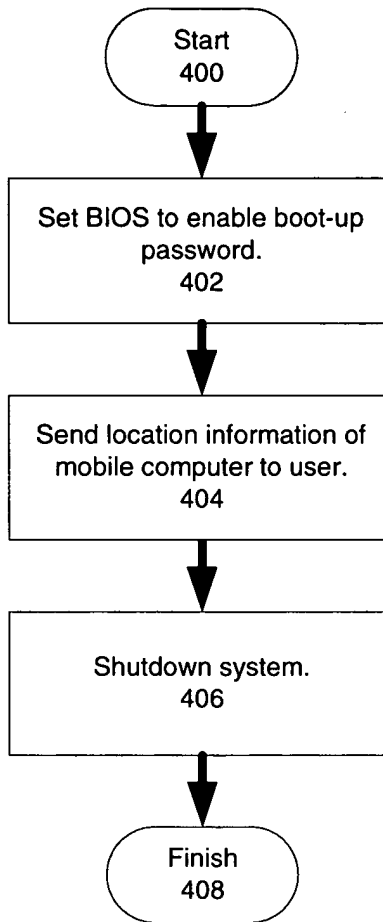 Start
400
Set BIOS to enable boot-up
password.
402
Send location information of
mobile computer to user.
404
Shutdown system.
406
Finish
408